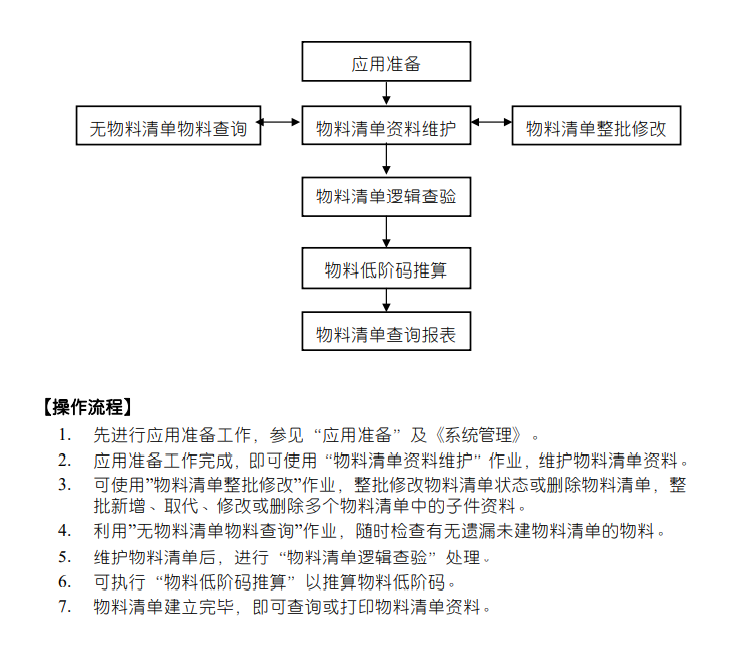 应用准备
无物料清单物料查询
物料清单资料维护
物料清单整批修改
物料清单逻辑查验
物料低阶码推算
物料清单查询报表
【操作流程】
1. 先进行应用准备工作，参见“应用准备”及《系统管理》。
2. 应用准备工作完成，即可使用“物料清单资料维护”作业，维护物料清单资料。
3. 可使用”物料清单整批修改”作业，整批修改物料清单状态或删除物料清单，整
批新增、取代、修改或删除多个物料清单中的子件资料。
4. 利用”无物料清单物料查询”作业，随时检查有无遗漏未建物料清单的物料。
5. 维护物料清单后，进行“物料清单逻辑查验”处理。
6. 可执行“物料低阶码推算”以推算物料低阶码。
7. 物料清单建立完毕，即可查询或打印物料清单资料。